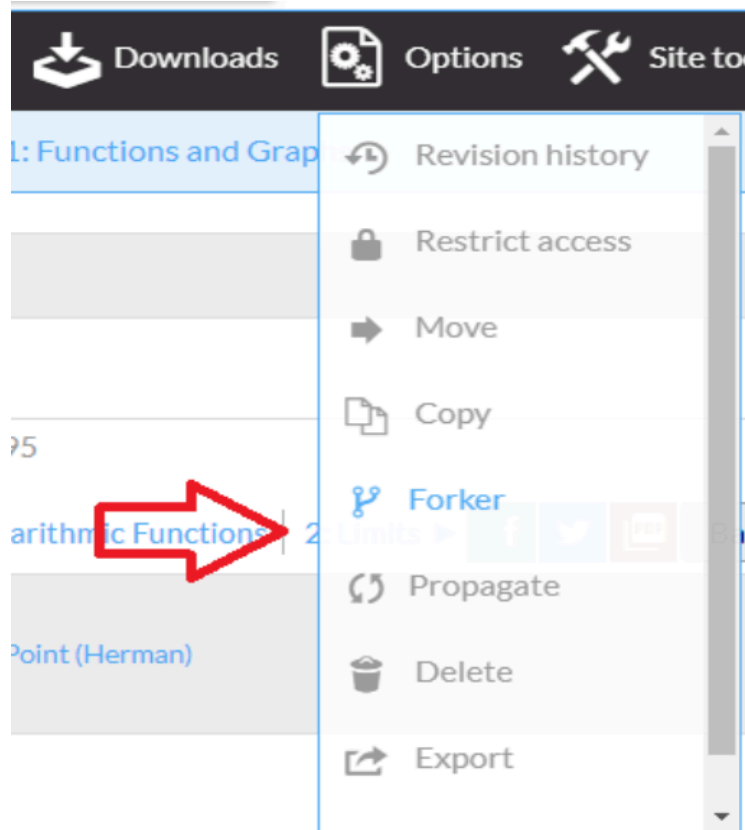 Downloads Options Site to
1: Functions and Grap
Revision history
Restrict access
Move
Copy
95
Forker
arithmic Functions 2: Limits
Propagate
Point (Herman)
Delete
Export